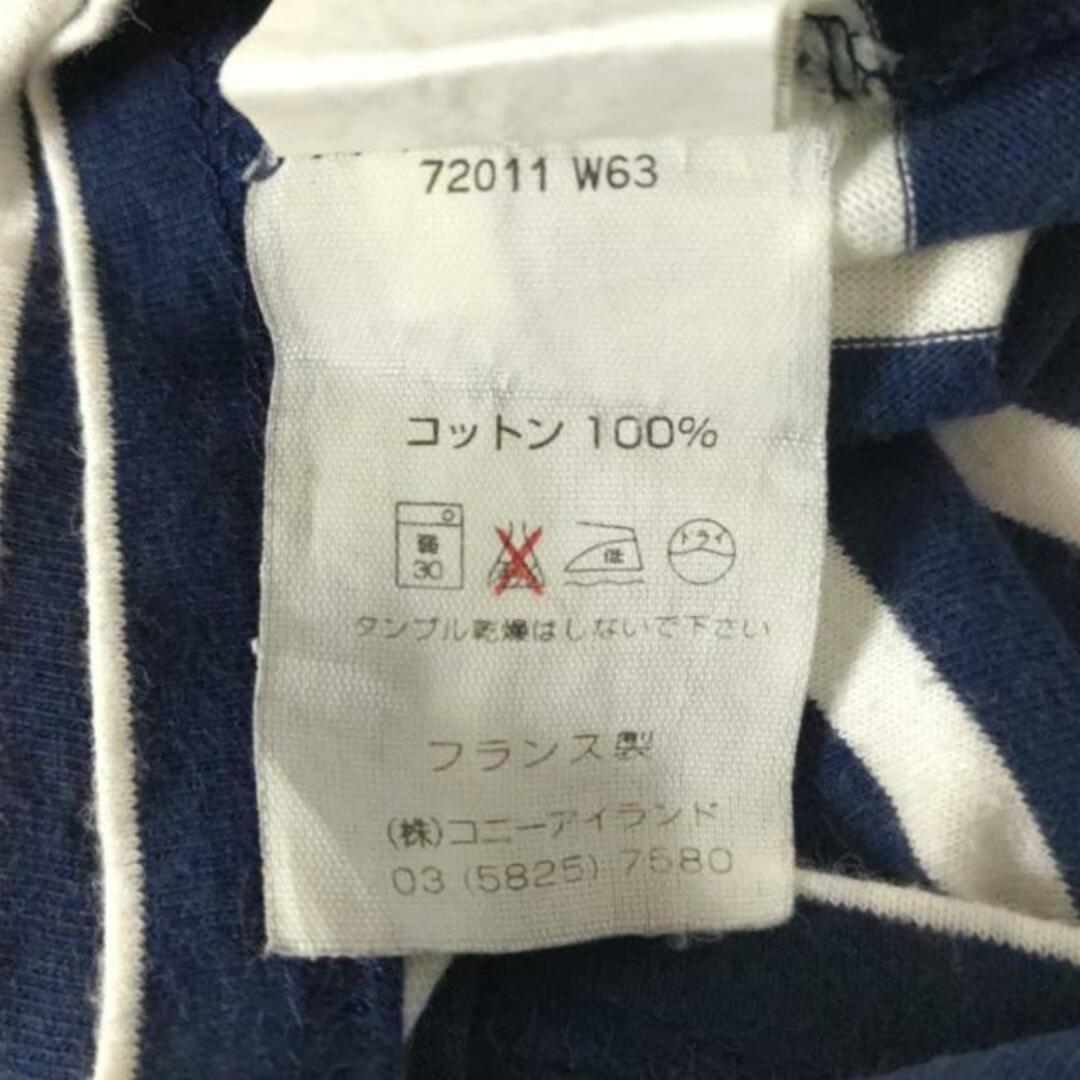 72011 W63
コットン 100%
弱
30
低
ドライ
タンブル乾燥はしないで下さい
フランス製
(株)コニーアイランド
03 (5825) 7680